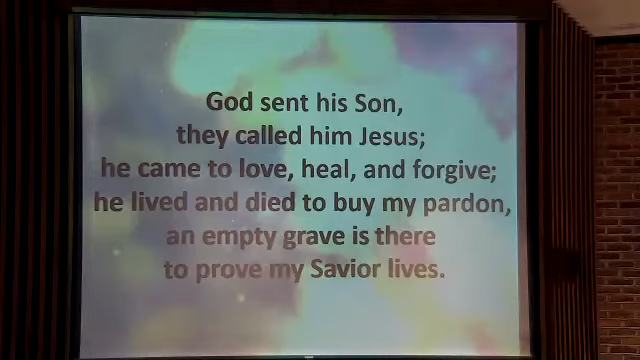 God sent his Son,
they called him Jesus;
he came to love, heal, and forgive;
he lived and died to buy my pardon,
an empty grave is there
to prove my Savior lives.